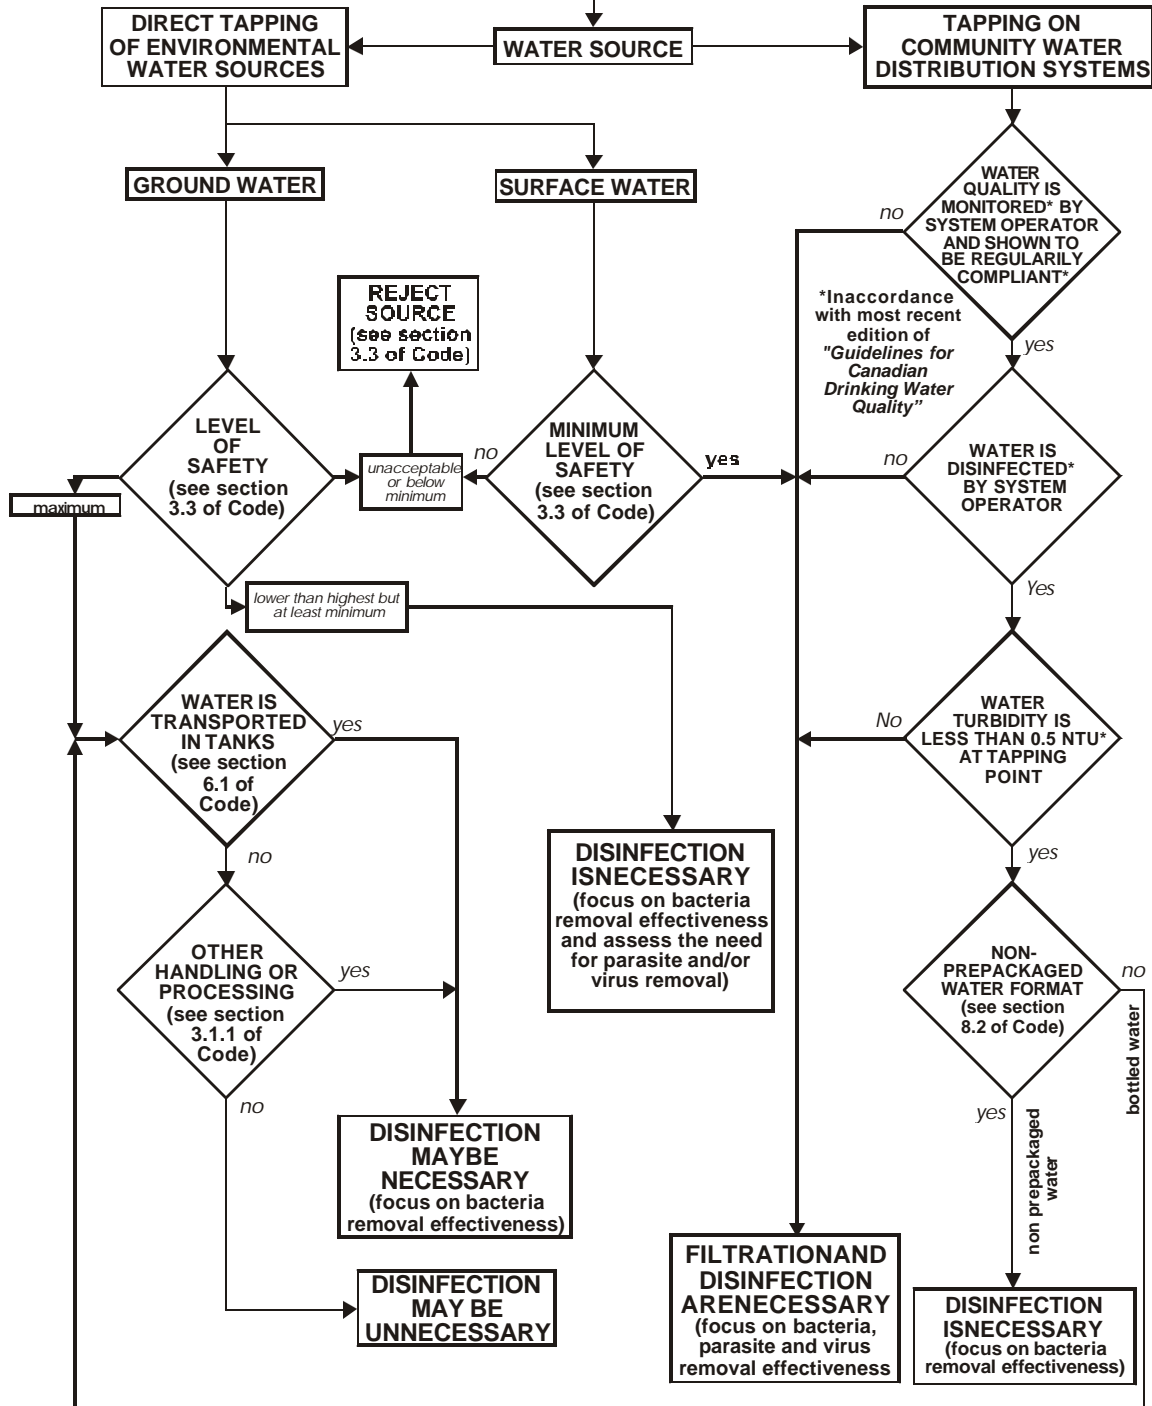 DIRECT TAPPING
OF ENVIRONMENTAL
WATER SOURCES
WATER SOURCE
TAPPING ON
COMMUNITY WATER
DISTRIBUTION SYSTEMS
GROUND WATER
SURFACE WATER
WATER
QUALITY IS
MONITORED* BY
SYSTEM OPERATOR
AND SHOWN TO
BE REGULARILY
COMPLIANT*
no
yes
*Inaccordance
with most recent
edition of
"Guidelines for
Canadian
Drinking Water
Quality”
REJECT
SOURCE
(see section
3.3 of Code)
LEVEL
OF
SAFETY
(see section
3.3 of Code)
unacceptable
or below
minimum
no
MINIMUM
LEVEL OF
SAFETY
(see section
3.3 of Code)
yes
no
WATER IS
DISINFECTED*
BY SYSTEM
OPERATOR
Yes
maximum
lower than highest but
at least minimum
WATER IS
TRANSPORTED
IN TANKS
(see section
6.1 of
Code)
yes
no
No
WATER
TURBIDITY IS
LESS THAN 0.5 NTU*
AT TAPPING
POINT
yes
DISINFECTION
ISNECESSARY
(focus on bacteria
removal effectiveness
and assess the need
for parasite and/or
virus removal)
OTHER
HANDLING OR
PROCESSING
(see section
3.1.1 of
Code)
yes
no
NON-
PREPACKAGED
WATER FORMAT
(see section
8.2 of Code)
no
bottled water
yes
non prepackaged
water
DISINFECTION
MAYBE
NECESSARY
(focus on bacteria
removal effectiveness)
DISINFECTION
MAY BE
UNNECESSARY
FILTRATIONAND
DISINFECTION
ARENECESSARY
(focus on bacteria,
parasite and virus
removal effectiveness
DISINFECTION
ISNECESSARY
(focus on bacteria
removal effectiveness)